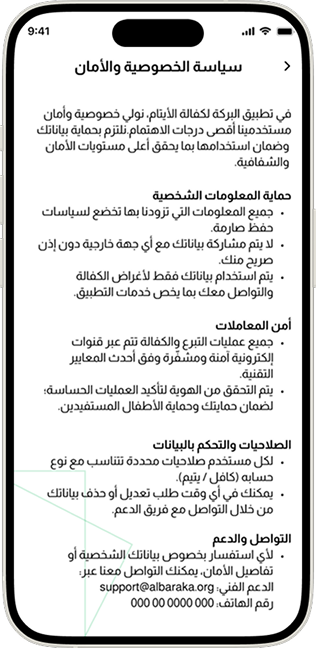 9:41
سياسة الخصوصية والأمان
في تطبيق البركة لكفالة الأيتام، نولي خصوصية وأمان
مستخدمينا أقصى درجات الاهتمام.نلتزم بحماية بياناتك
وضمان استخدامها بما يحقق أعلى مستويات الأمان
والشفافية.
حماية المعلومات الشخصية
• جميع المعلومات التي تزودنا بها تخضع لسياسات
حفظ صارمة.
• لا يتم مشاركة بياناتك مع أي جهة خارجية دون إذن
صريح منك.
• يتم استخدام بياناتك فقط لأغراض الكفالة
والتواصل معك بما يخص خدمات التطبيق.
أمن المعاملات
• جميع عمليات التبرع والكفالة تتم عبر قنوات
إلكترونية آمنة ومشفّرة وفق أحدث المعايير
التقنية.
• يتم التحقق من الهوية لتأكيد العمليات الحساسة؛
لضمان حمايتك وحماية الأطفال المستفيدين.
الصلاحيات والتحكم بالبيانات
• لكل مستخدم صلاحيات محددة تتناسب مع نوع
حسابه (كافل / يتيم).
• يمكنك في أي وقت طلب تعديل أو حذف بياناتك
من خلال التواصل مع فريق الدعم.
التواصل والدعم
• لأي استفسار بخصوص بياناتك الشخصية أو
تفاصيل الأمان، يمكنك التواصل معنا عبر:
الدعم الفني: support@albaraka.org
رقم الهاتف: 000 0000 00 000